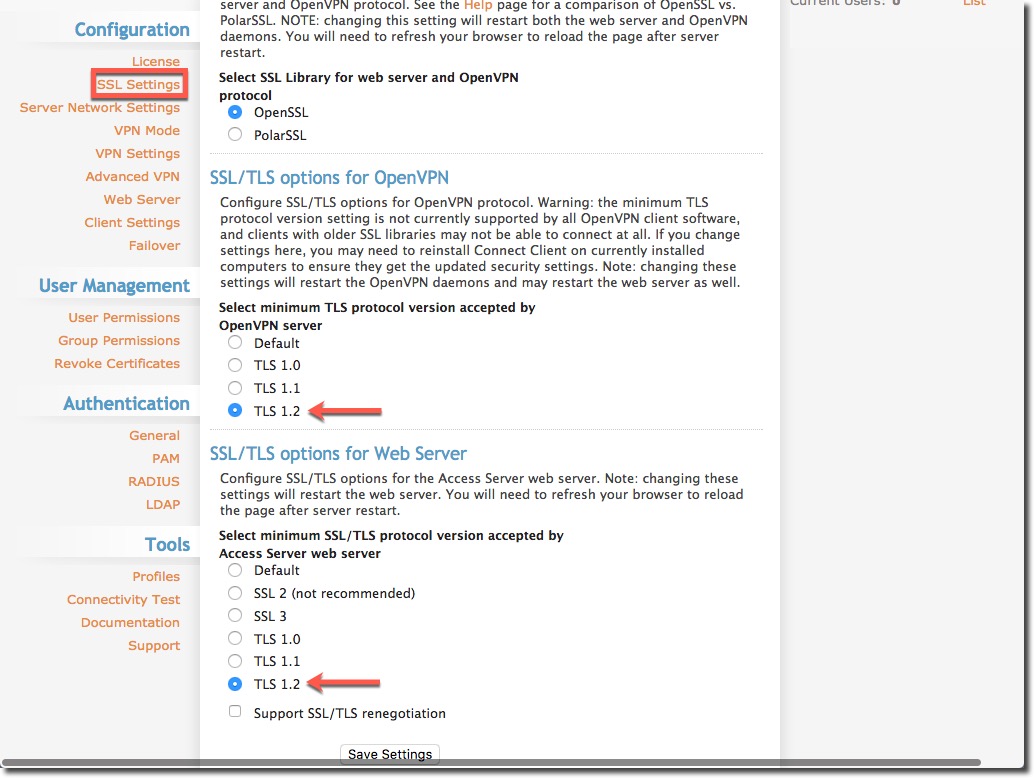 Configuration
License
SSL Settings
Server Network Settings
VPN Mode
VPN Settings
Advanced VPN
Web Server
Client Settings
Failover
User Management
User Permissions
Group Permissions
Revoke Certificates
Authentication
General
PAM
RADIUS
LDAP
Tools
Profiles
Connectivity Test
Documentation
Support
server and OpenVPN protocol. See the Help page for a comparison of OpenSSL vs.
PolarSSL. NOTE: changing this setting will restart both the web server and OpenVPN
daemons. You will need to refresh your browser to reload the page after server
restart.
Select SSL Library for web server and OpenVPN
protocol
OpenSSL
PolarSSL
SSL/TLS options for OpenVPN
Configure SSL/TLS options for OpenVPN protocol. Warning: the minimum TLS
protocol version setting is not currently supported by all OpenVPN client software,
and clients with older SSL libraries may not be able to connect at all. If you change
settings here, you may need to reinstall Connect Client on currently installed
computers to ensure they get the updated security settings. Note: changing these
settings will restart the OpenVPN daemons and may restart the web server as well.
Select minimum TLS protocol version accepted by
OpenVPN server
Default
TLS 1.0
TLS 1.1
TLS 1.2
SSL/TLS options for Web Server
Configure SSL/TLS options for the Access Server web server. Note: changing these
settings will restart the web server. You will need to refresh your browser to reload
the page after server restart.
Select minimum SSL/TLS protocol version accepted by
Access Server web server
Default
SSL 2 (not recommended)
SSL 3
TLS 1.0
TLS 1.1
TLS 1.2
Support SSL/TLS renegotiation
Save Settings
Current Users: 0
List